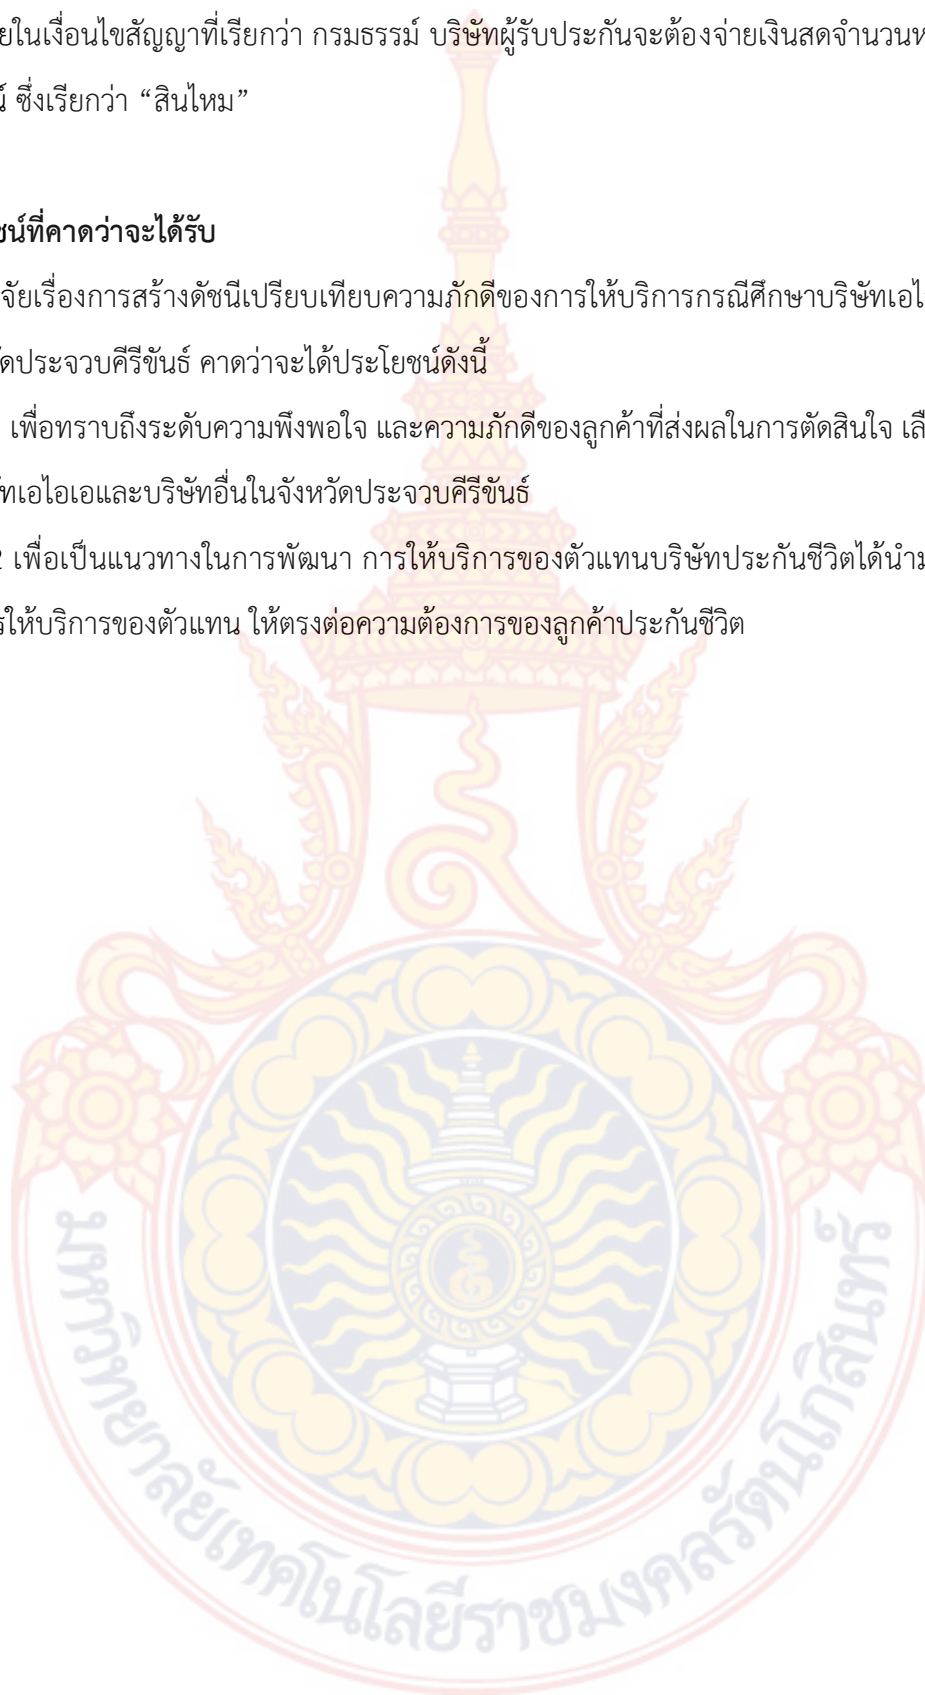 ยในเงื่อนไขสัญญาที่เรียกว่า กรมธรรม์ บริษัทผู้รับประกันจะต้องจ่ายเงินสดจำนวนห
น์ ซึ่งเรียกว่า “สินไหม”
ชน์ที่คาดว่าจะได้รับ
จัยเรื่องการสร้างดัชนีเปรียบเทียบความภักดีของการให้บริการกรณีศึกษาบริษัทเอไ
ัดประจวบคีรีขันธ์ คาดว่าจะได้ประโยชน์ดังนี้
เพื่อทราบถึงระดับความพึงพอใจ และความภักดีของลูกค้าที่ส่งผลในการตัดสินใจ เลื
ัทเอไอเอและบริษัทอื่นในจังหวัดประจวบคีรีขันธ์
2 เพื่อเป็นแนวทางในการพัฒนา การให้บริการของตัวแทนบริษัทประกันชีวิตได้นำม
รให้บริการของตัวแทน ให้ตรงต่อความต้องการของลูกค้าประกันชีวิต
มหาวิทยาลัยเทคโนโลยีราชมงคลรัตนโกสินทร์